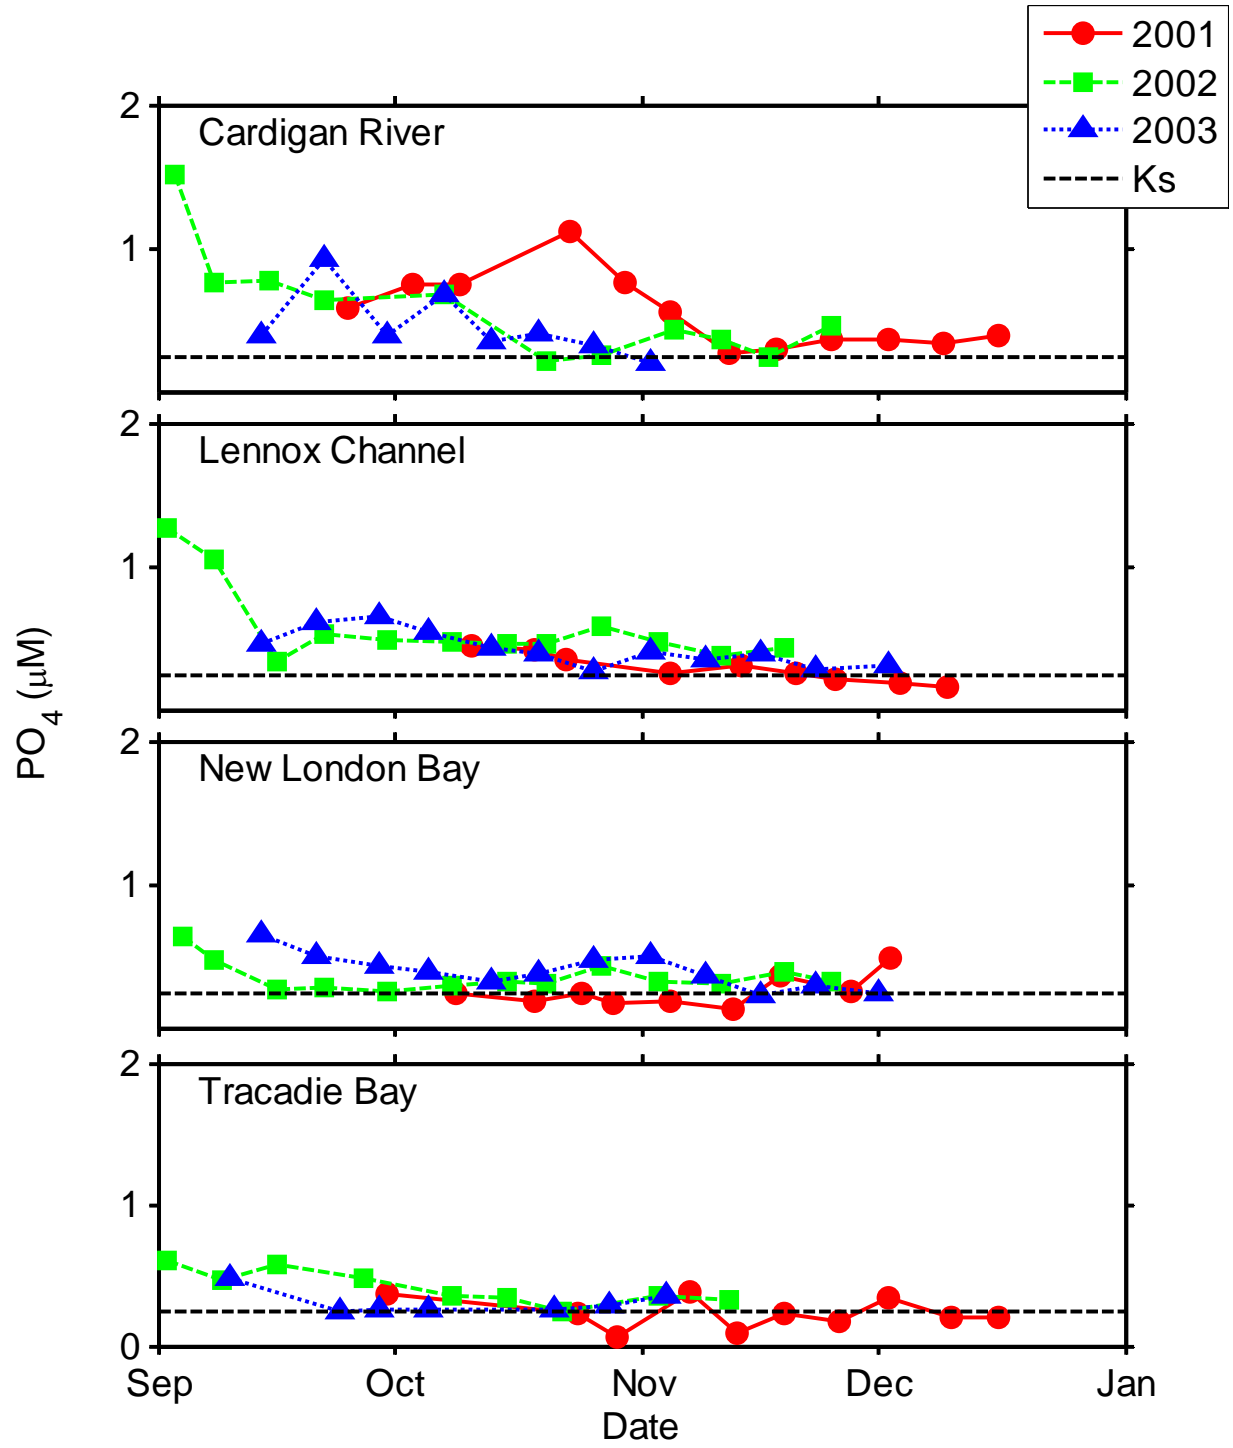 2001
2002
2003
Ks
2
Cardigan River
1
2
Lennox Channel
1
PO4 (μM)
2
New London Bay
1
2
Tracadie Bay
1
0
Sep Oct Nov Dec Jan
Date